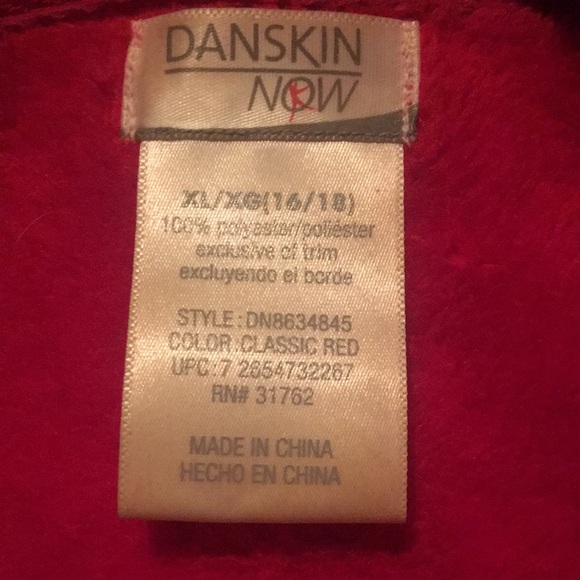 DANSKIN
NOW
XL/XG(16/18)
100% polyester/poliester
exclusive of trim
excluyendo el borde
STYLE: DN8634845
COLOR: CLASSIC RED
UPC: 7 2654732267
RN# 31762
MADE IN CHINA
HECHO EN CHINA